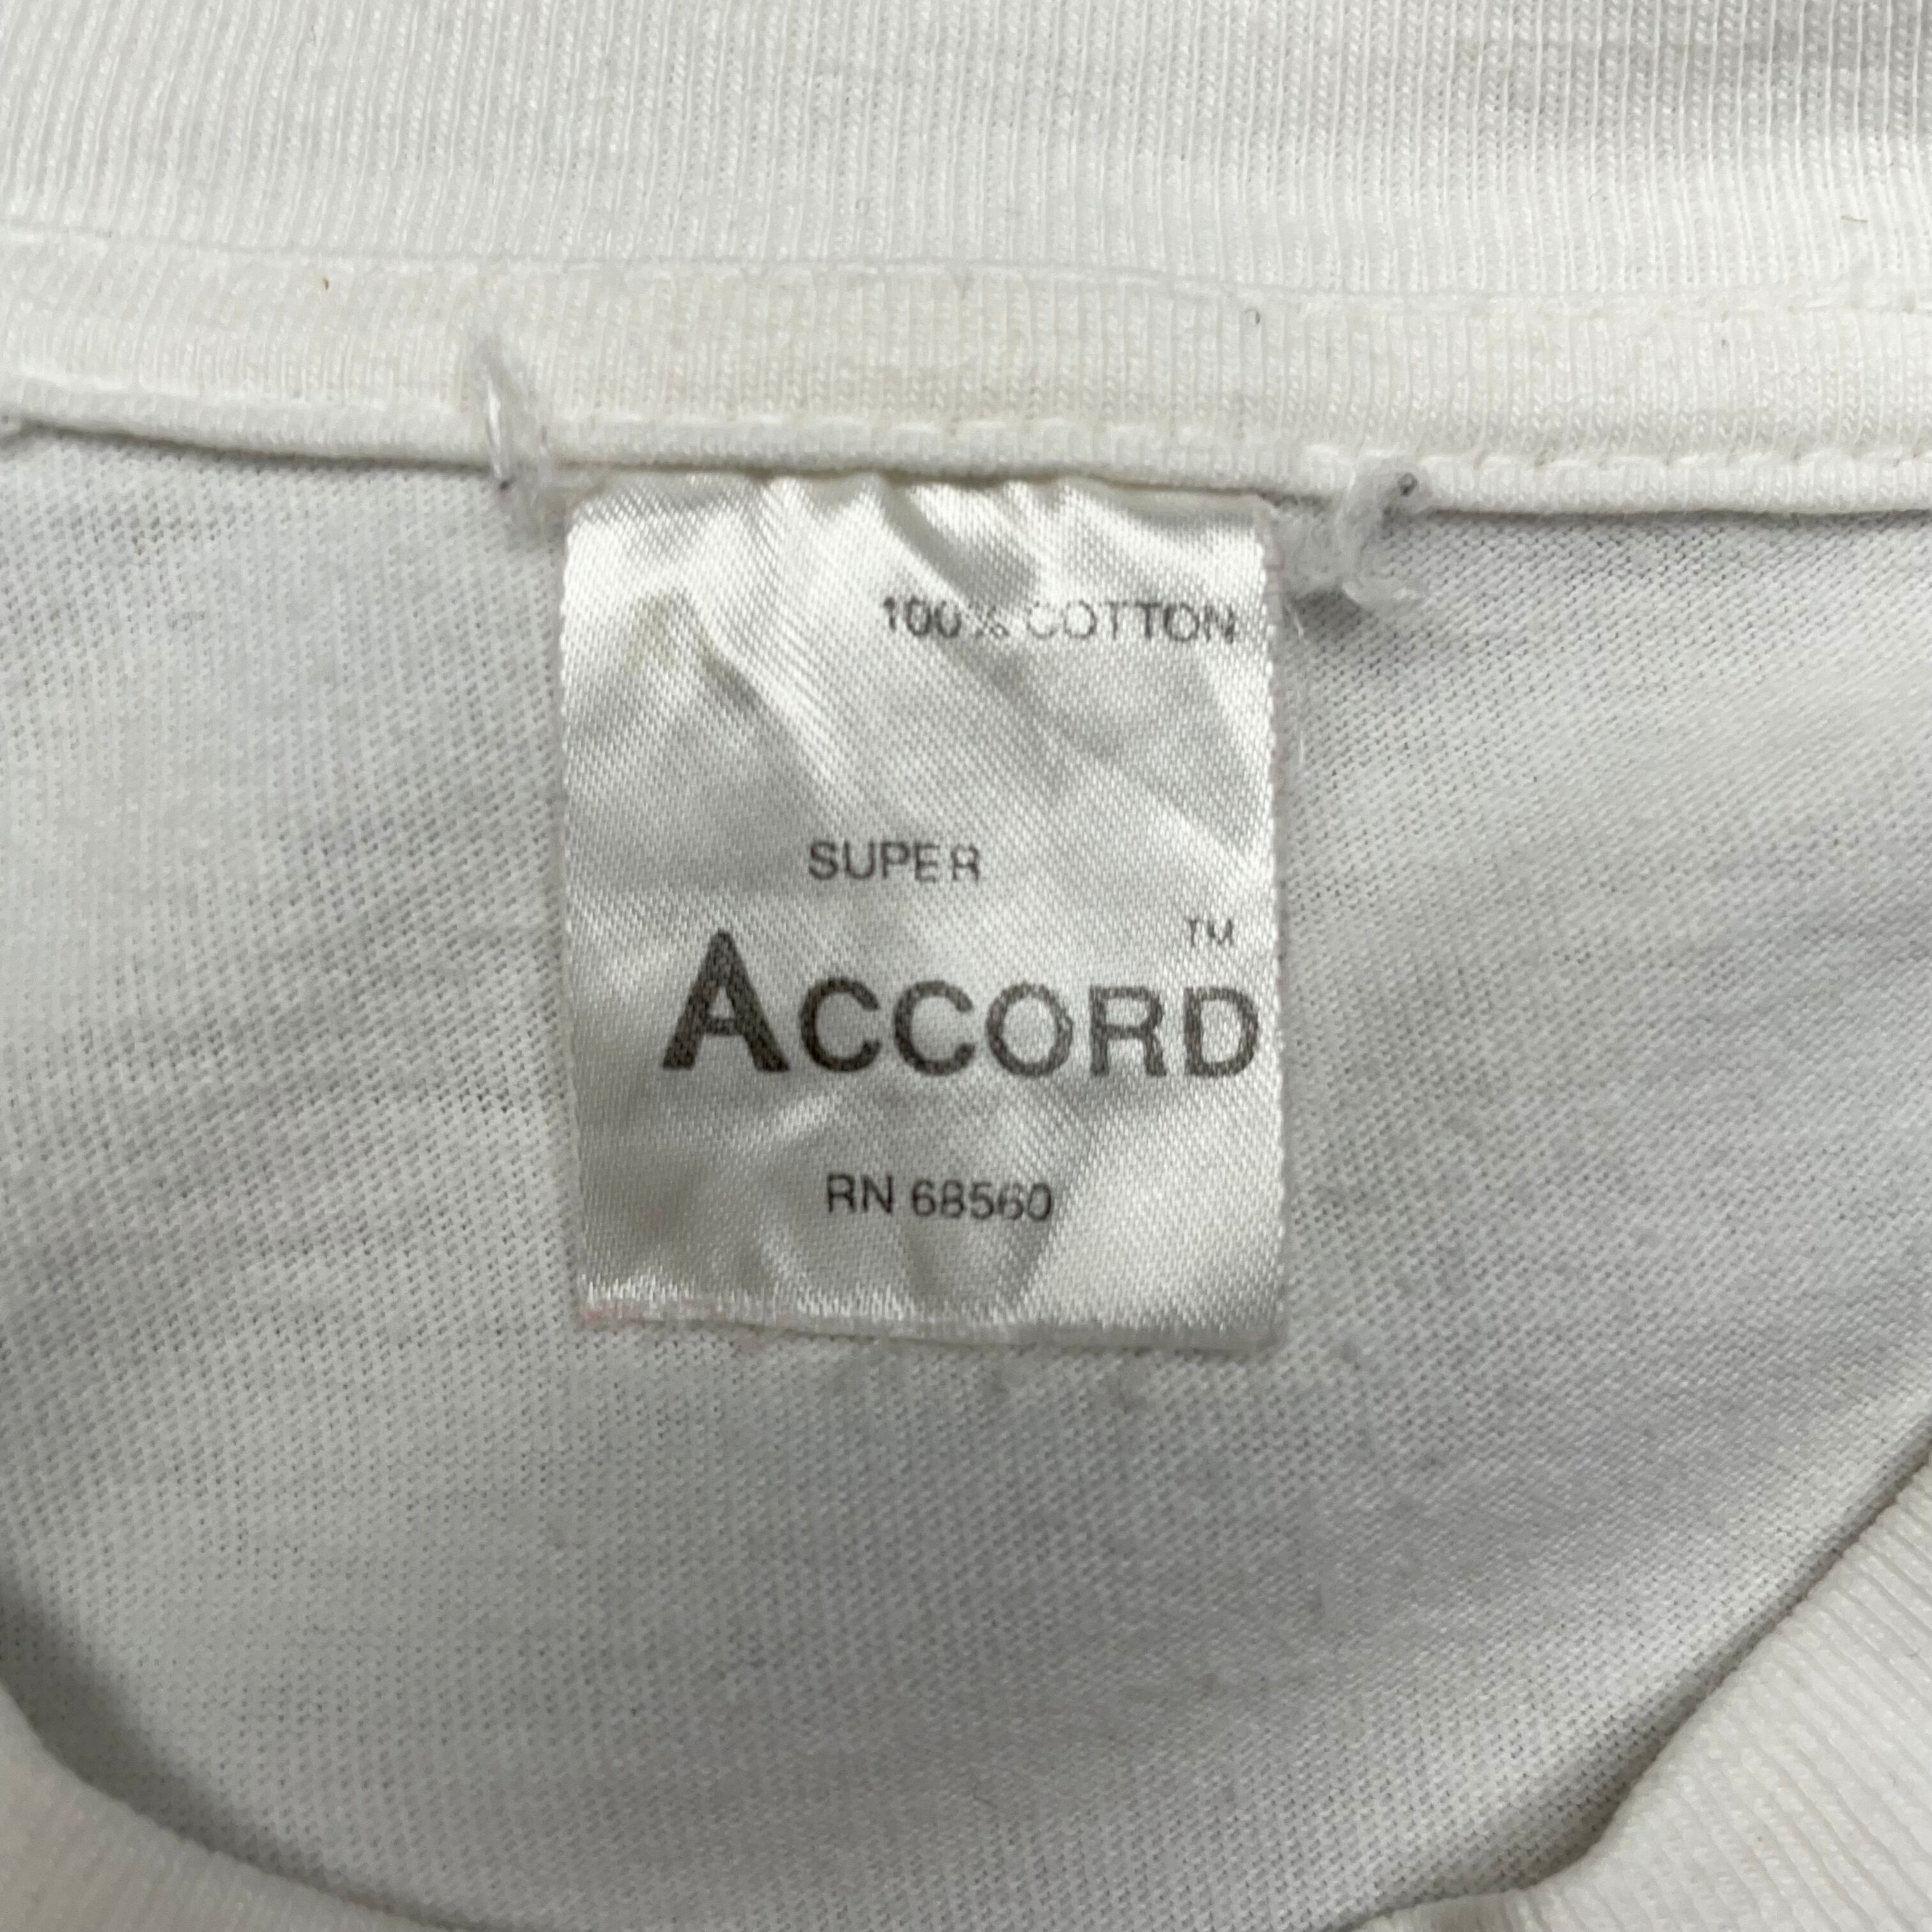 100% COTTON
SUPER
ACCORD™
RN 68560